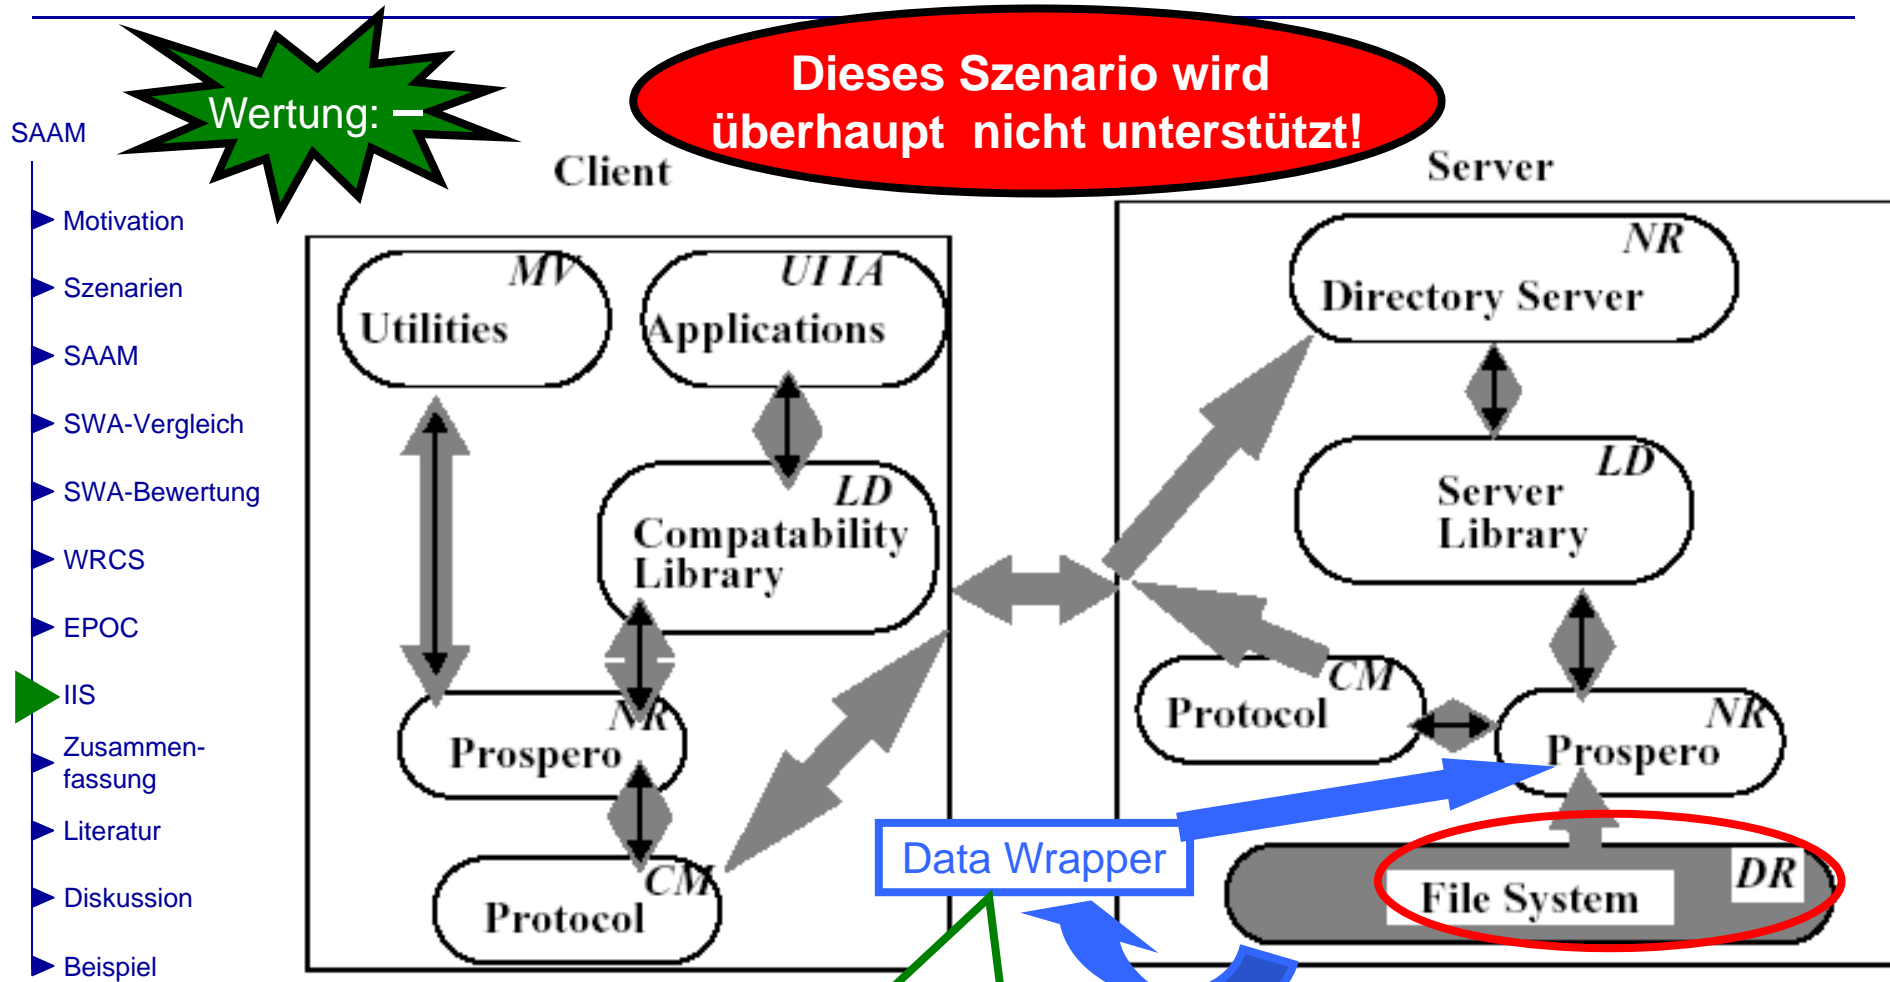 Wertung: –
Dieses Szenario wird
überhaupt nicht unterstützt!
SAAM
Motivation
Szenarien
SAAM
SWA-Vergleich
SWA-Bewertung
WRCS
EPOC
IIS
Zusammen-
fassung
Literatur
Diskussion
Beispiel
Client
MV
Utilities
UI IA
Applications
LD
Compatability
Library
NR
Prospero
CM
Protocol
Server
NR
Directory Server
LD
Server
Library
CM
Protocol
NR
Prospero
Data Wrapper
DR
File System